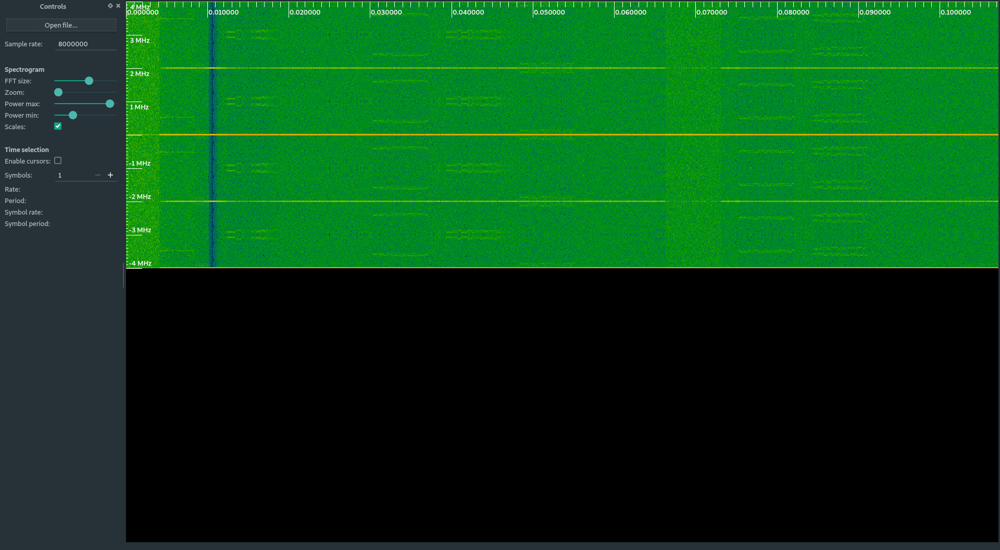 Controls
Open file...
Sample rate: 8000000
Spectrogram
FFT size:
Zoom:
Power max:
Power min:
Scales:
Time selection
Enable cursors:
Symbols: 1
Rate:
Period:
Symbol rate:
Symbol period:
4 MHz
0.000000 0.010000 0.020000 0.030000 0.040000 0.050000 0.060000 0.070000 0.080000 0.090000 0.100000
3 MHz
2 MHz
1 MHz
-1 MHz
-2 MHz
-3 MHz
-4 MHz